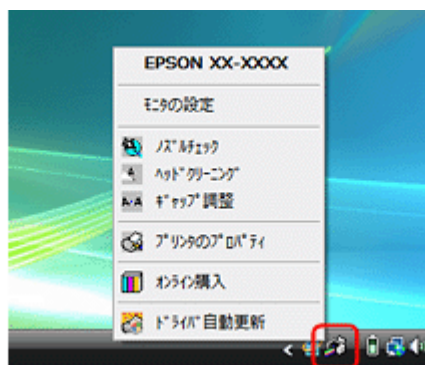 EPSON XX-XXXX
ﾓﾆﾀの設定
ﾉｽﾞﾙﾁｪｯｸ
ﾍｯﾄﾞｸﾘｰﾆﾝｸﾞ
ｷﾞｬｯﾌﾟ調整
ﾌﾟﾘﾝﾀのﾌﾟﾛﾊﾟﾃｨ
ｵﾝﾗｲﾝ購入
ﾄﾞﾗｲﾊﾞ自動更新